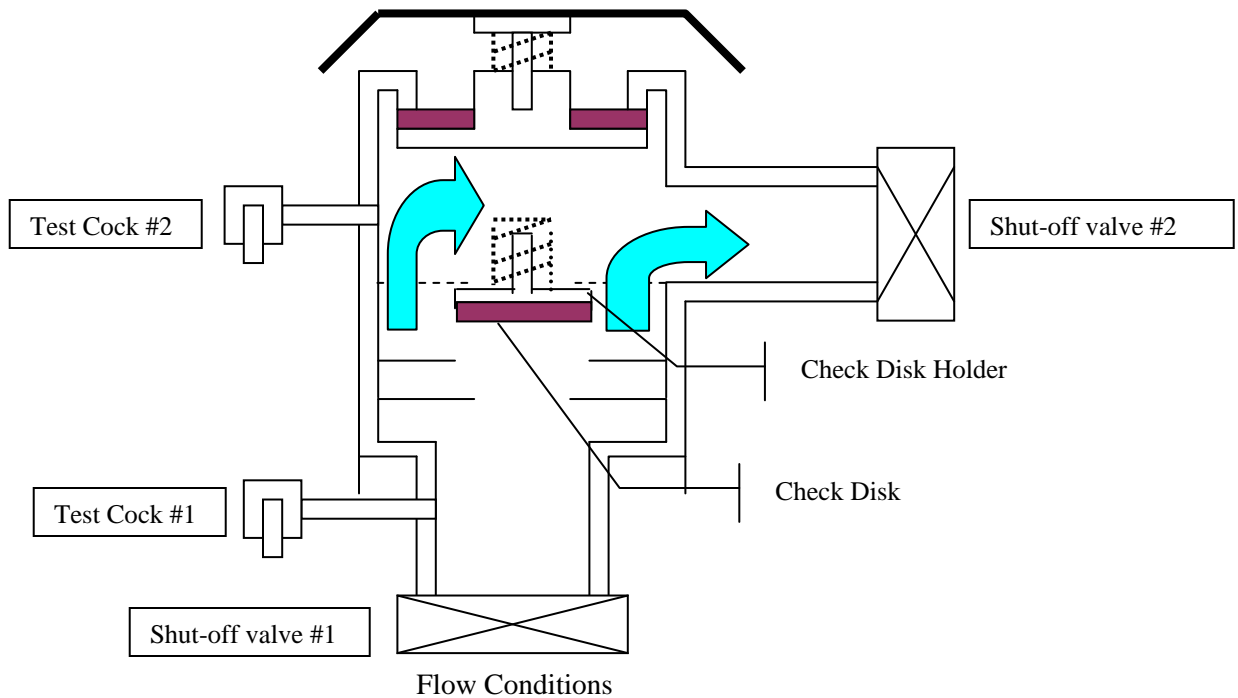 Test Cock #2
Shut-off valve #2
Check Disk Holder
Check Disk
Test Cock #1
Shut-off valve #1
Flow Conditions